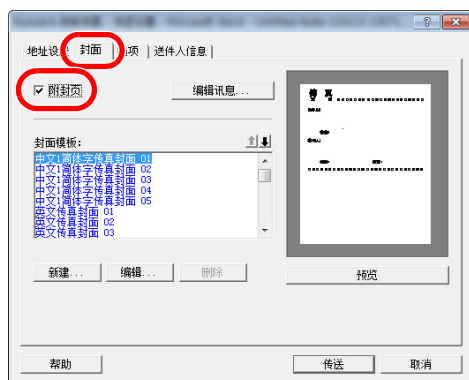 地址设 封面 项 送件人信息
附封页
编辑讯息...
封面模板:
中文1简体字传真封面 01
中文1简体字传真封面 02
中文1简体字传真封面 03
中文1简体字传真封面 04
中文1简体字传真封面 05
英文传真封面 01
英文传真封面 02
英文传真封面 03
新建... 编辑... 删除
预览
帮助 传送 取消